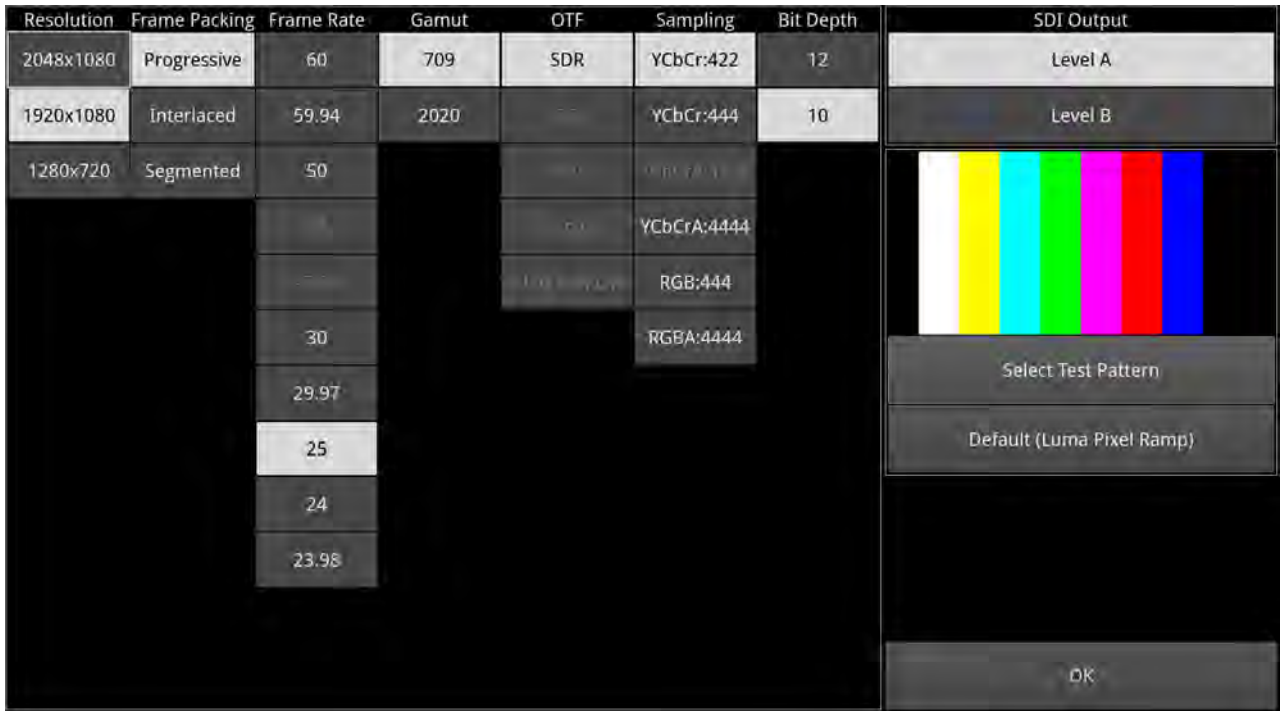 Resolution Frame Packing Frame Rate Gamut OTF Sampling Bit Depth SDI Output
2048x1080 Progressive 60 709 SDR YCbCr:422 12 Level A
1920x1080 Interlaced 59.94 2020 YCbCr:444 10 Level B
1280x720 Segmented 50
YCbCrA:4444
RGB:444
30 RGBA:4444
Select Test Pattern
29.97
Default (Luma Pixel Ramp)
25
24
23.98
OK